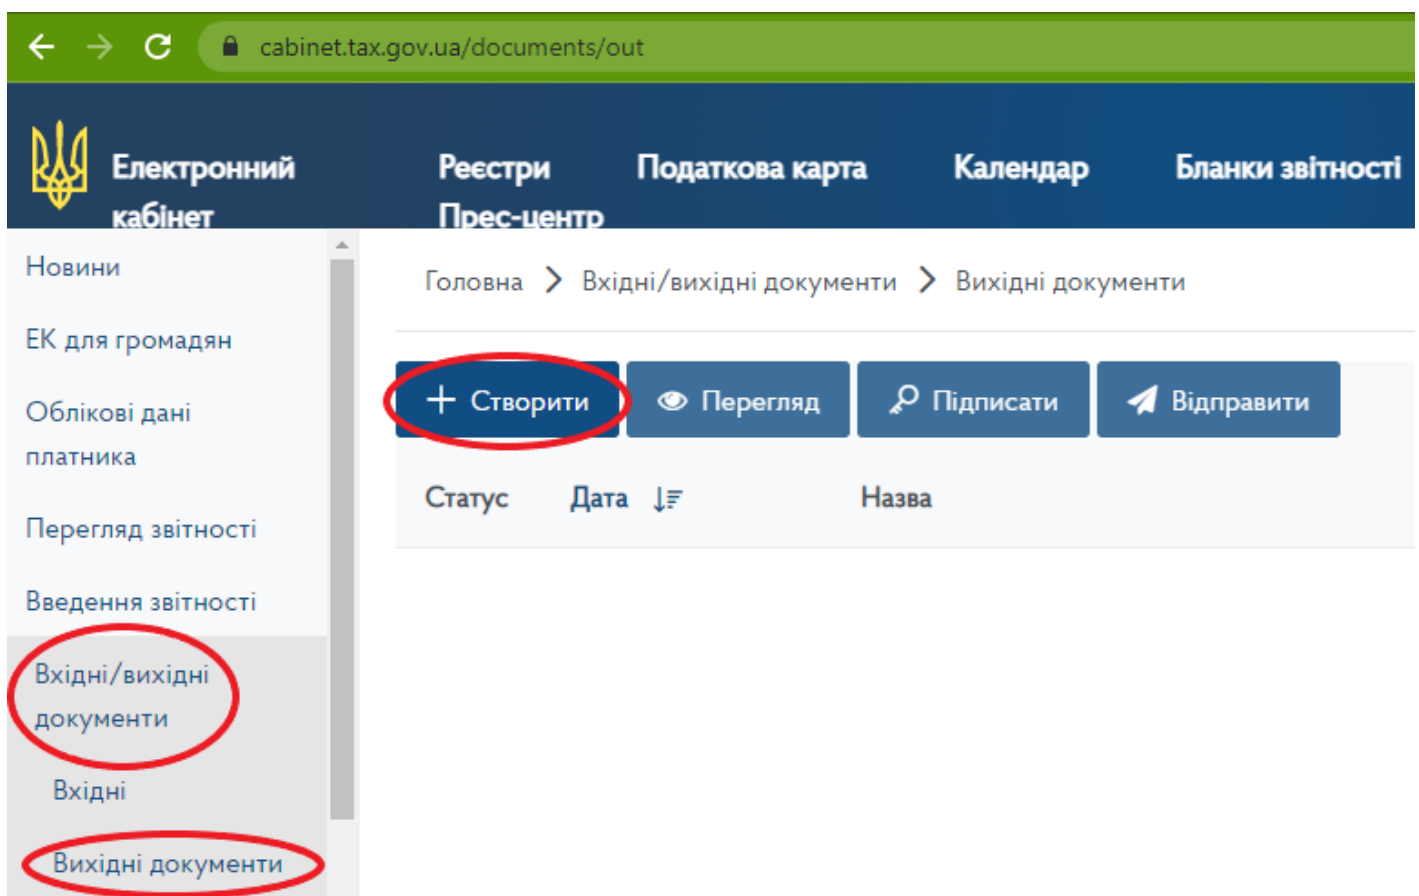 cabinet.tax.gov.ua/documents/out
Електронний кабінет
Реєстри Податкова карта Календар Бланки звітності
Прес-центр
Новини
ЕК для громадян
Облікові дані
платника
Перегляд звітності
Введення звітності
Вхідні/вихідні
документи
Вхідні
Вихідні документи
Головна > Вхідні/вихідні документи > Вихідні документи
+ Створити Перегляд Підписати Відправити
Статус Дата Назва